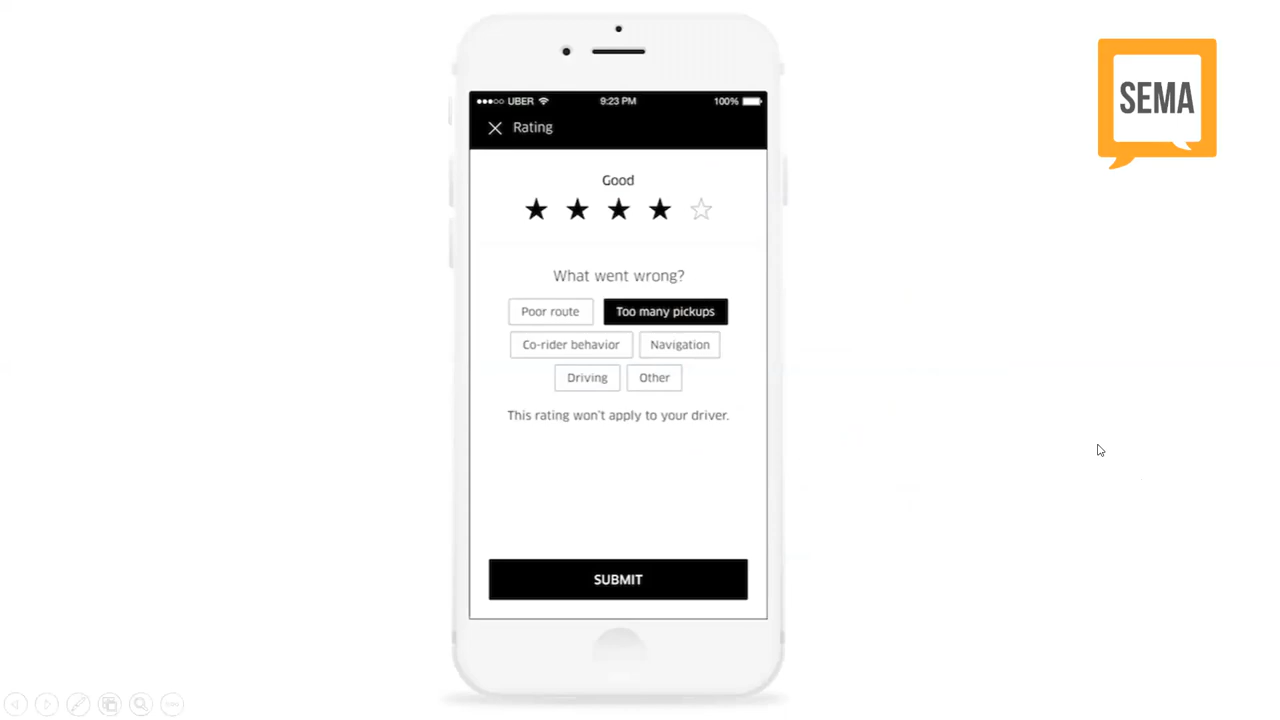 UBER 9:23 PM 100%
Rating
Good
What went wrong?
Poor route Too many pickups
Co-rider behavior Navigation
Driving Other
This rating won't apply to your driver.
SUBMIT
SEMA